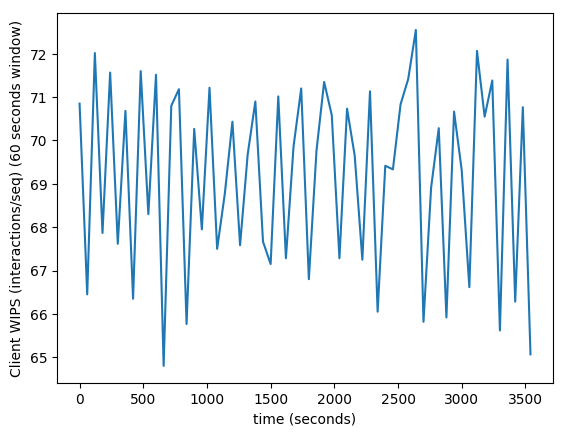 Client WIPS (interactions/seq) (60 seconds window)
72
71
70
69
68
67
66
65
0 500 1000 1500 2000 2500 3000 3500
time (seconds)